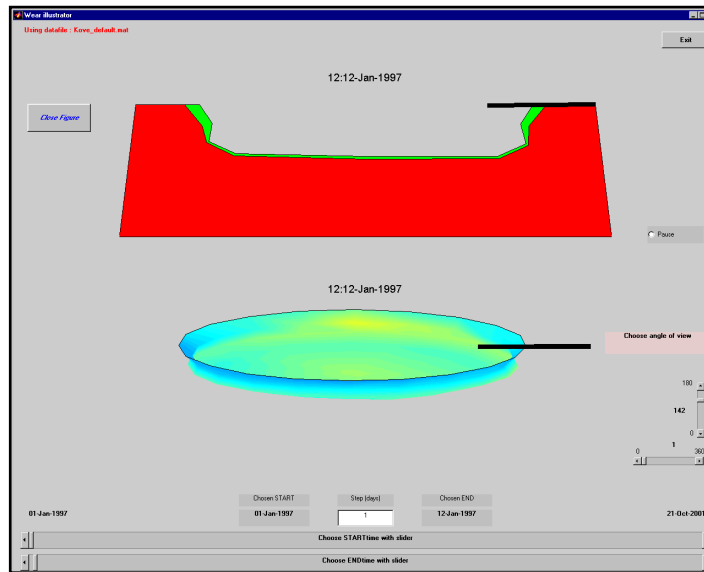 Wear illustrator
Using datafile : Kove_default.mat
Exit
12:12-Jan-1997
Close Figure
Pause
12:12-Jan-1997
Choose angle of view
180
142
0
1
0 360
Chosen START Step (days) Chosen END
01-Jan-1997 01-Jan-1997 1 12-Jan-1997 21-Oct-2001
Choose STARTtime with slider
Choose ENDtime with slider